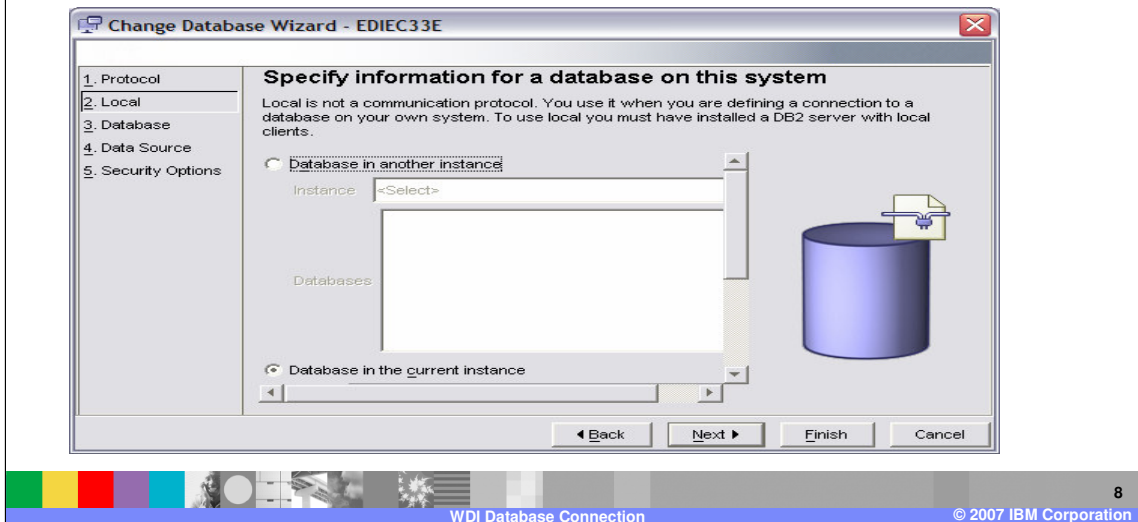 Change Database Wizard - EDIEC33E
1. Protocol
2. Local
3. Database
4. Data Source
5. Security Options
Specify information for a database on this system
Local is not a communication protocol. You use it when you are defining a connection to a
database on your own system. To use local you must have installed a DB2 server with local
clients.
Database in another instance
Instance
<Select>
Databases
Database in the current instance
Back
Next
Finish
Cancel
8
WDI Database Connection
© 2007 IBM Corporation